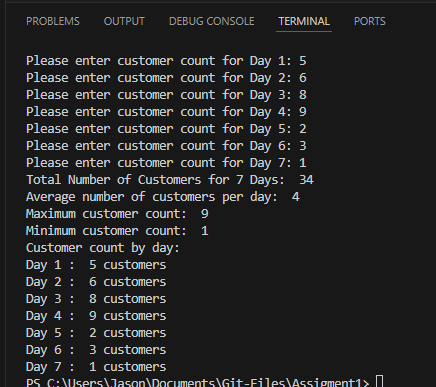 PROBLEMS OUTPUT DEBUG CONSOLE TERMINAL PORTS
Please enter customer count for Day 1: 5
Please enter customer count for Day 2: 6
Please enter customer count for Day 3: 8
Please enter customer count for Day 4: 9
Please enter customer count for Day 5: 2
Please enter customer count for Day 6: 3
Please enter customer count for Day 7: 1
Total Number of Customers for 7 Days:  34
Average number of customers per day:  4
Maximum customer count:  9
Minimum customer count:  1
Customer count by day:
Day 1 :  5 customers
Day 2 :  6 customers
Day 3 :  8 customers
Day 4 :  9 customers
Day 5 :  2 customers
Day 6 :  3 customers
Day 7 :  1 customers
PS C:\Users\Jason\Documents\Git-Files\Assigment1>